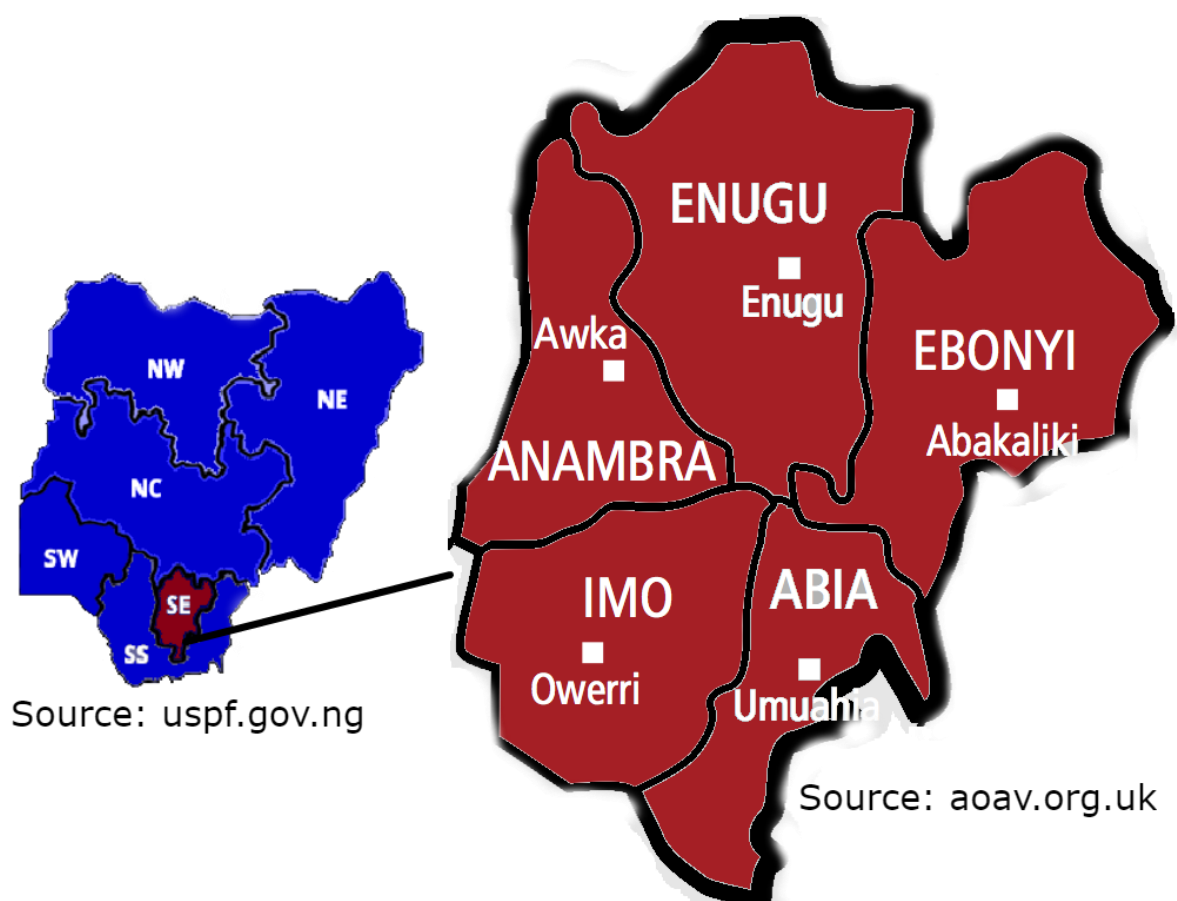 NW
NE
NC
SW
SE
SS
Source: uspf.gov.ng
ENUGU
Enugu
Awka
EBONYI
Abakaliki
ANAMBRA
IMO
Owerri
ABIA
Umuahia
Source: aoav.org.uk